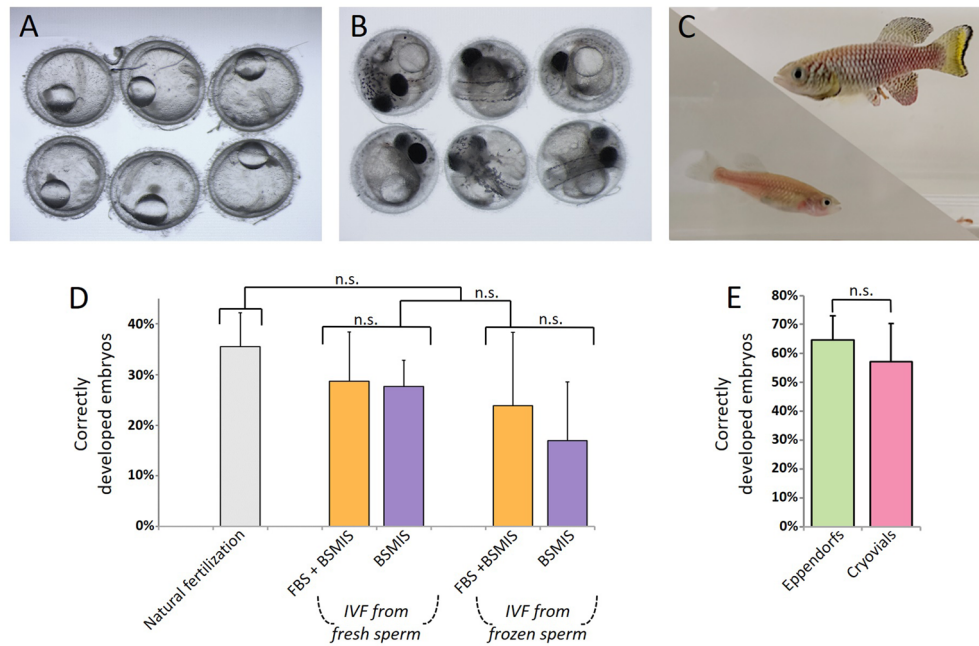 A
B
C
D
n.s.
n.s.
n.s.
n.s.
Correctly
developed embryos
40%
30%
20%
10%
0%
Natural fertilization
FBS + BSMIS
BSMIS
FBS +BSMIS
BSMIS
IVF from
fresh sperm
IVF from
frozen sperm
E
n.s.
Correctly
developed embryos
80%
70%
60%
50%
40%
30%
20%
10%
0%
Eppendorfs
Cryovials